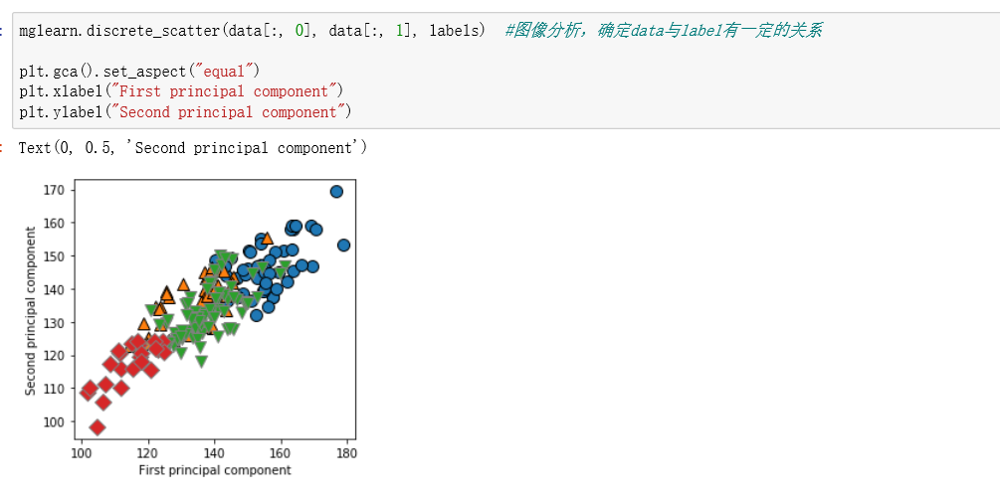 mglearn.discrete_scatter(data[:, 0], data[:, 1], labels)  #图像分析，确定data与label有一定的关系
plt.gca().set_aspect("equal")
plt.xlabel("First principal component")
plt.ylabel("Second principal component")
Text(0, 0.5, 'Second principal component')
170
160
150
140
130
120
110
100
Second principal component
100 120 140 160 180
First principal component